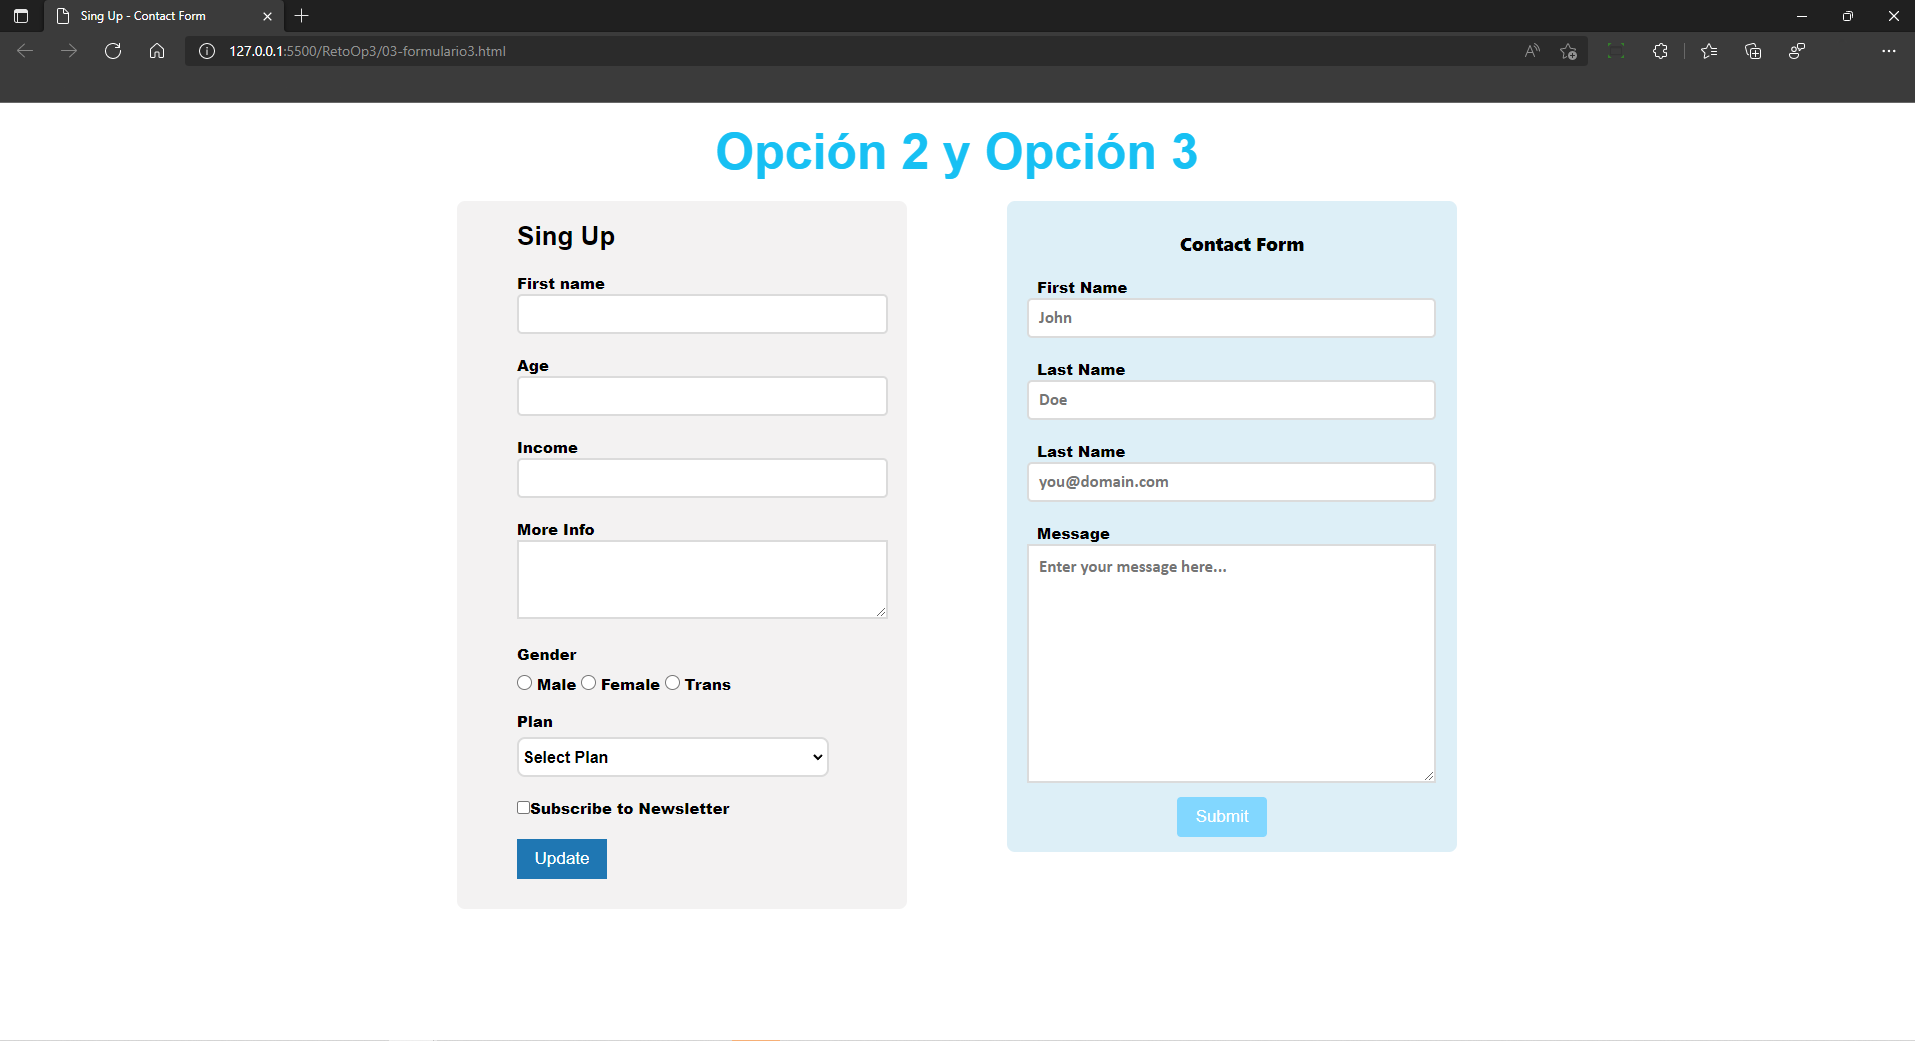 Sing Up - Contact Form
127.0.0.1:5500/RetoOp3/03-formulario3.html
Opción 2 y Opción 3
Sing Up
First name
Age
Income
More Info
Gender
Male Female Trans
Plan
Select Plan
Subscribe to Newsletter
Update
Contact Form
First Name
John
Last Name
Doe
Last Name
you@domain.com
Message
Enter your message here...
Submit